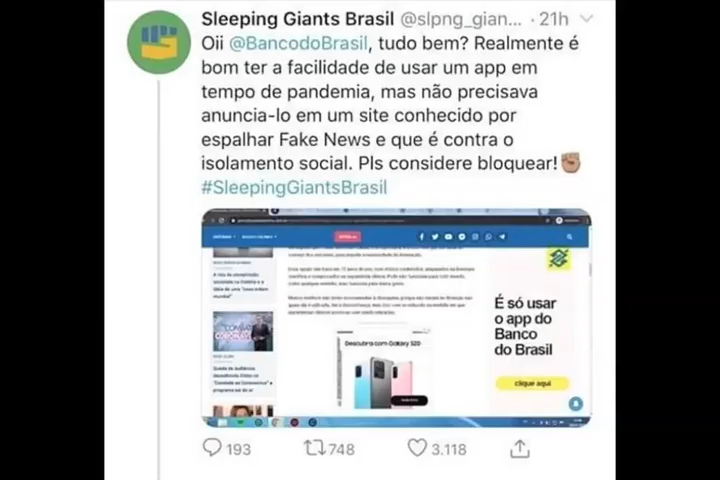 Sleeping Giants Brasil @slpng_gian... · 21h
Oii @BancodoBrasil, tudo bem? Realmente é
bom ter a facilidade de usar um app em
tempo de pandemia, mas não precisava
anuncia-lo em um site conhecido por
espalhar Fake News e que é contra o
isolamento social. Pls considere bloquear!✊🏽
#SleepingGiantsBrasil
Descubra com Galaxy S20
É só usar
o app do
Banco
do Brasil
clique aqui
193 748 3.118